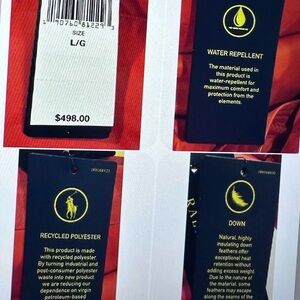 SIZE
L/G
$498.00
WATER REPELLENT
The material used in
this product is
water-repellent for
maximum comfort and
protection from the
elements.
RECYCLED POLYESTER
This product is made
with recycled polyester.
By turning industrial and
post-consumer polyester
waste into new product
we are reducing our
dependence on virgin
petroleum-based
DOWN
Natural, highly
insulating down
feathers offer
exceptional heat
retention without
adding excess weight.
Due to the nature of
the material, some
feathers may escape
along the seams of the